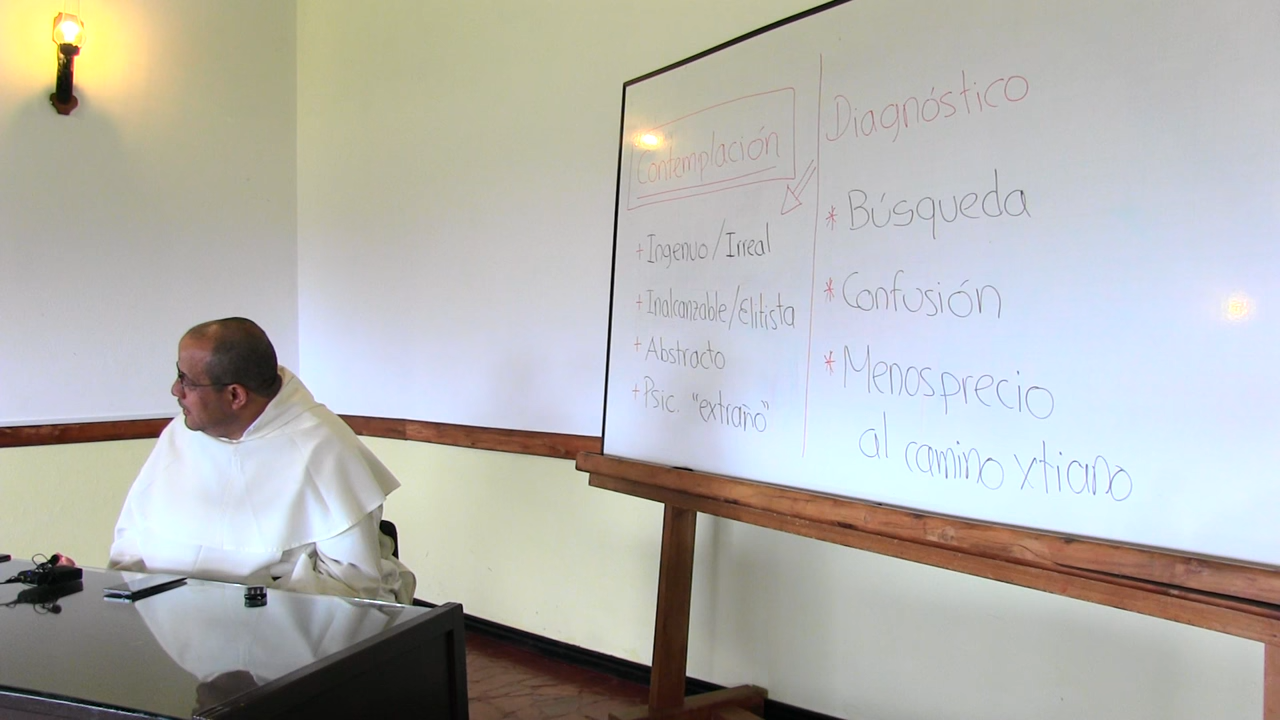 Contemplación
+ Ingenuo/Irreal
+ Inalcanzable/Elitista
+ Abstracto
+ Psic. "extraño"
Diagnóstico
* Búsqueda
* Confusión
* Menosprecio
al camino xtiano